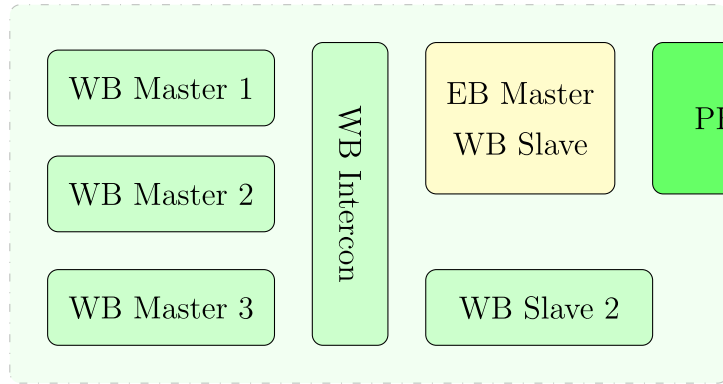 WB Master 1
WB Master 2
WB Master 3
WB Intercon
EB Master
WB Slave
WB Slave 2